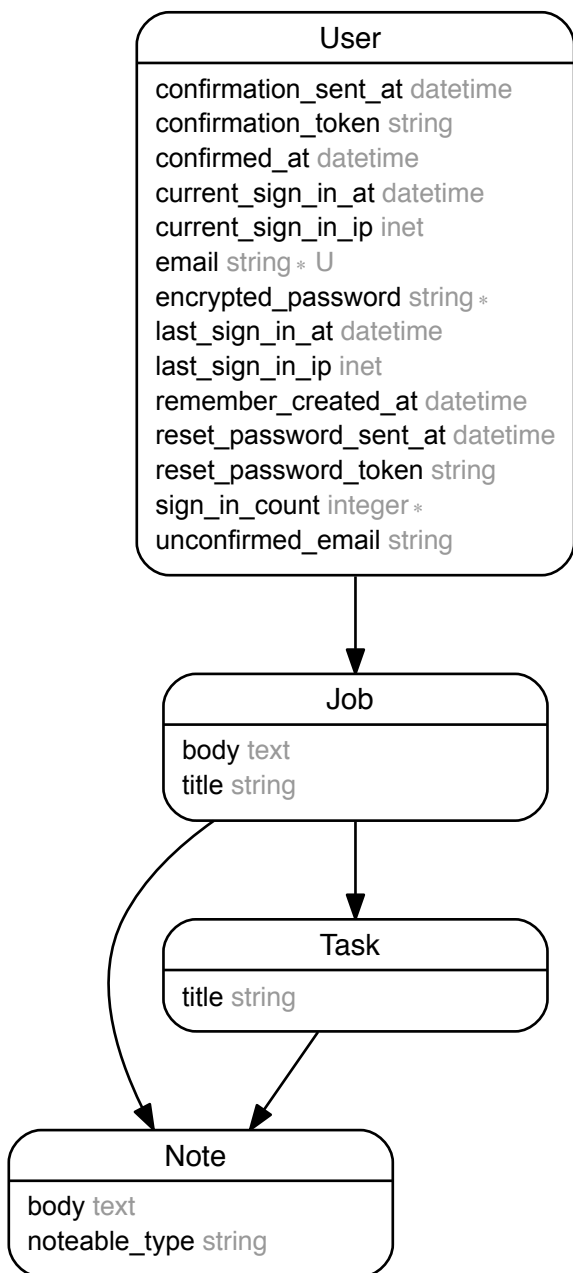 User
confirmation_sent_at datetime
confirmation_token string
confirmed_at datetime
current_sign_in_at datetime
current_sign_in_ip inet
email string ∗ U
encrypted_password string ∗
last_sign_in_at datetime
last_sign_in_ip inet
remember_created_at datetime
reset_password_sent_at datetime
reset_password_token string
sign_in_count integer ∗
unconfirmed_email string
Job
body text
title string
Task
title string
Note
body text
noteable_type string